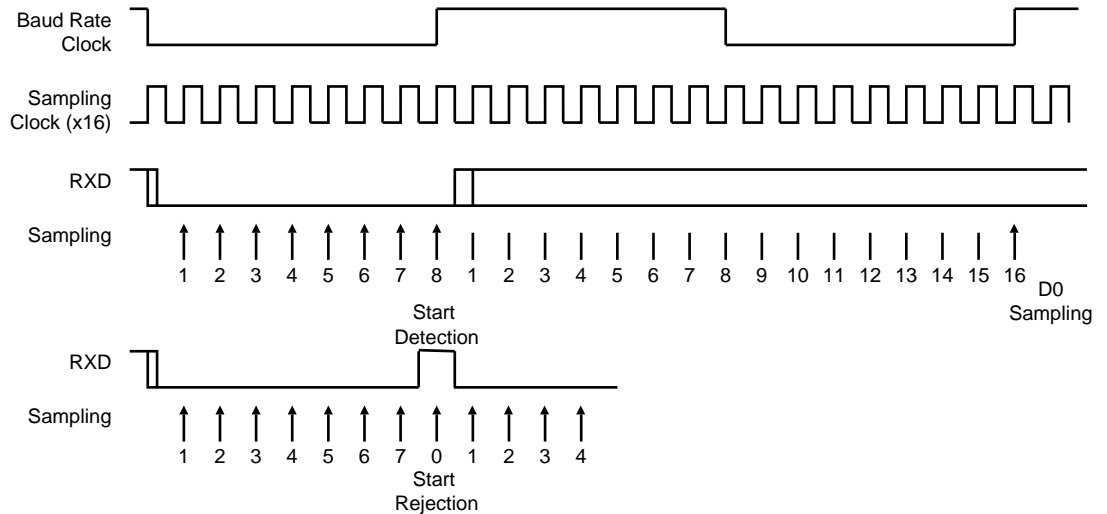 Baud Rate
Clock
Sampling
Clock (x16)
RXD
Sampling
1 2 3 4 5 6 7 8 1 2 3 4 5 6 7 8 9 10 11 12 13 14 15 16
D0
Sampling
Start
Detection
RXD
Sampling
1 2 3 4 5 6 7 0 1 2 3 4
Start
Rejection